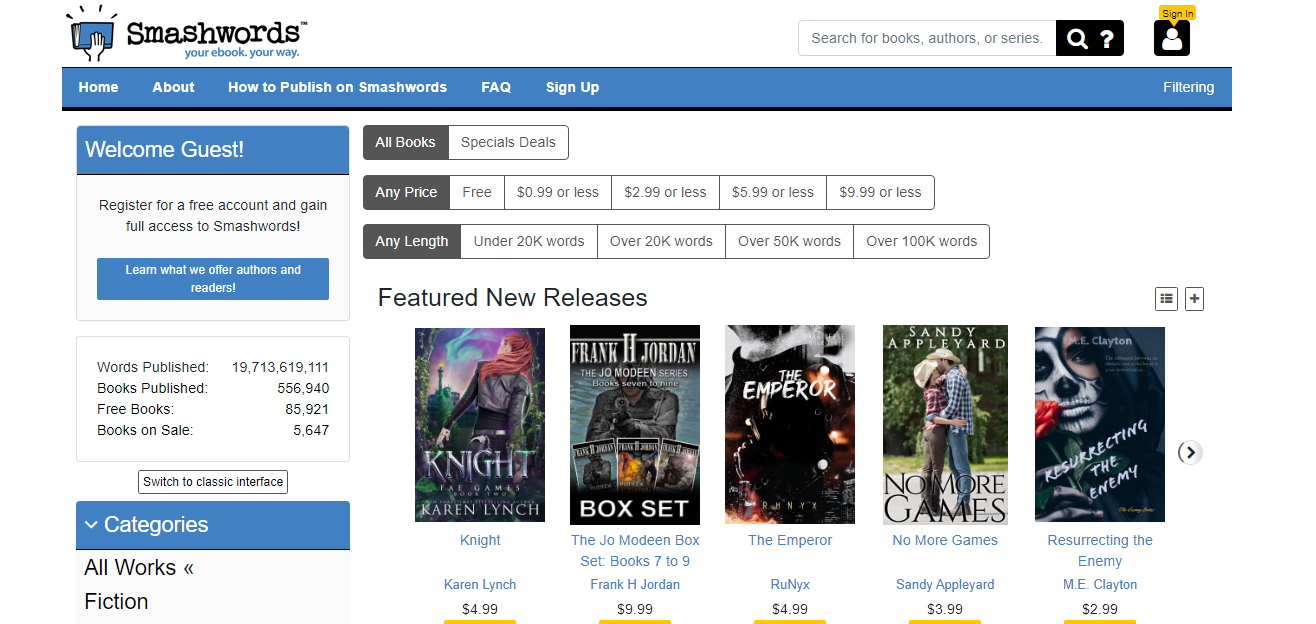 Smashwords™
your ebook. your way.
Search for books, authors, or series.
?
Sign In
Home About How to Publish on Smashwords FAQ Sign Up Filtering
Welcome Guest!
Register for a free account and gain
full access to Smashwords!
Learn what we offer authors and
readers!
Words Published: 19,713,619,111
Books Published: 556,940
Free Books: 85,921
Books on Sale: 5,647
Switch to classic interface
Categories
All Works «
Fiction
All Books Specials Deals
Any Price Free $0.99 or less $2.99 or less $5.99 or less $9.99 or less
Any Length Under 20K words Over 20K words Over 50K words Over 100K words
Featured New Releases
KNIGHT
FAE GAMES
BOOK TWO
KAREN LYNCH
FRANK H JORDAN
THE JO MODEEN SERIES
Books seven to nine
FRANK H JORDAN
FRANK H JORDAN
BOX SET
THE
EMPEROR
RUNYX
SANDY
APPLEYARD
NO MORE
GAMES
M.E. Clayton
RESURRECTING
THE
ENEMY
The Enemy Series
Knight
Karen Lynch
$4.99
The Jo Modeen Box
Set: Books 7 to 9
Frank H Jordan
$9.99
The Emperor
RuNyx
$4.99
No More Games
Sandy Appleyard
$3.99
Resurrecting the
Enemy
M.E. Clayton
$2.99